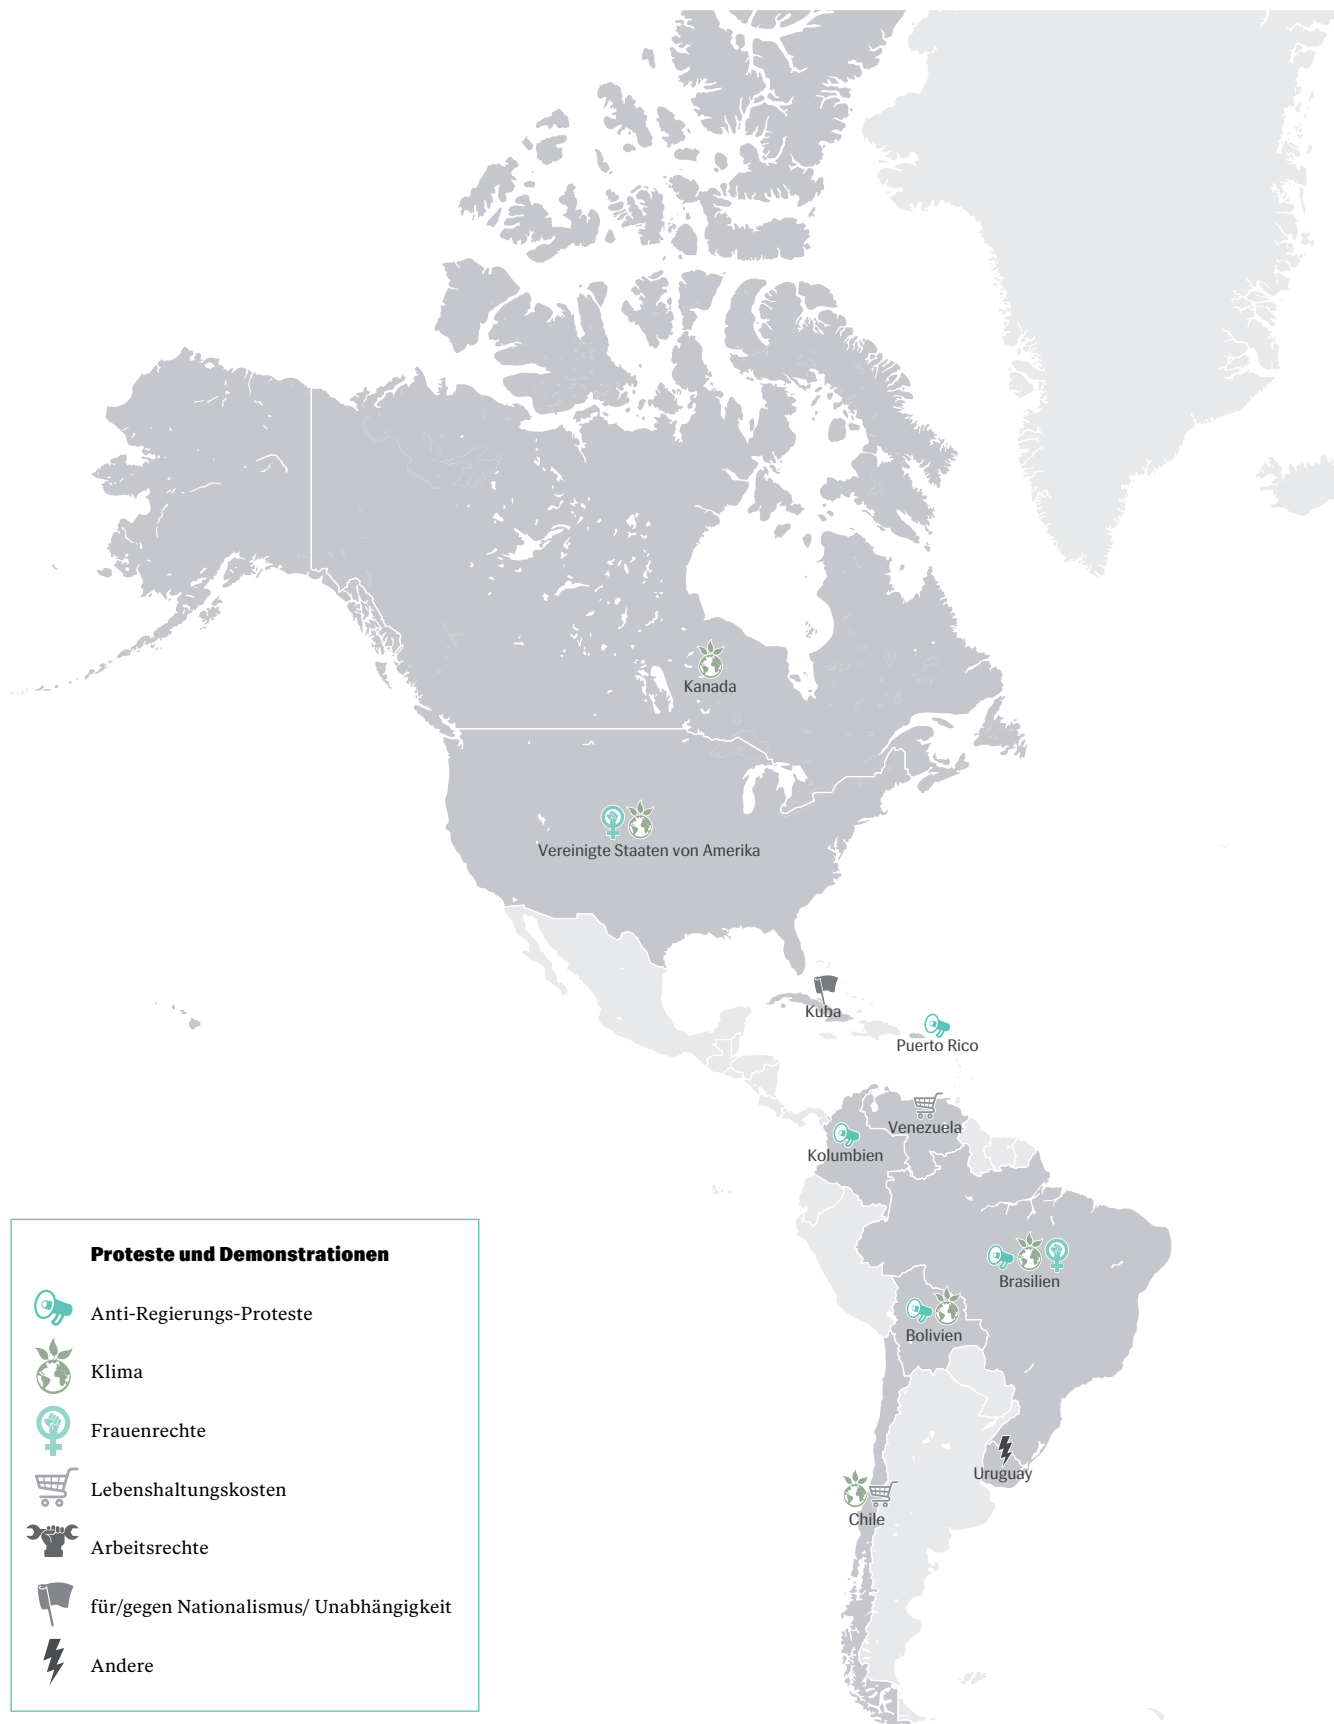 Kanada
Vereinigte Staaten von Amerika
Kuba
Puerto Rico
Venezuela
Kolumbien
Brasilien
Bolivien
Uruguay
Chile
Proteste und Demonstrationen
Anti-Regierungs-Proteste
Klima
Frauenrechte
Lebenshaltungskosten
Arbeitsrechte
für/gegen Nationalismus/ Unabhängigkeit
Andere